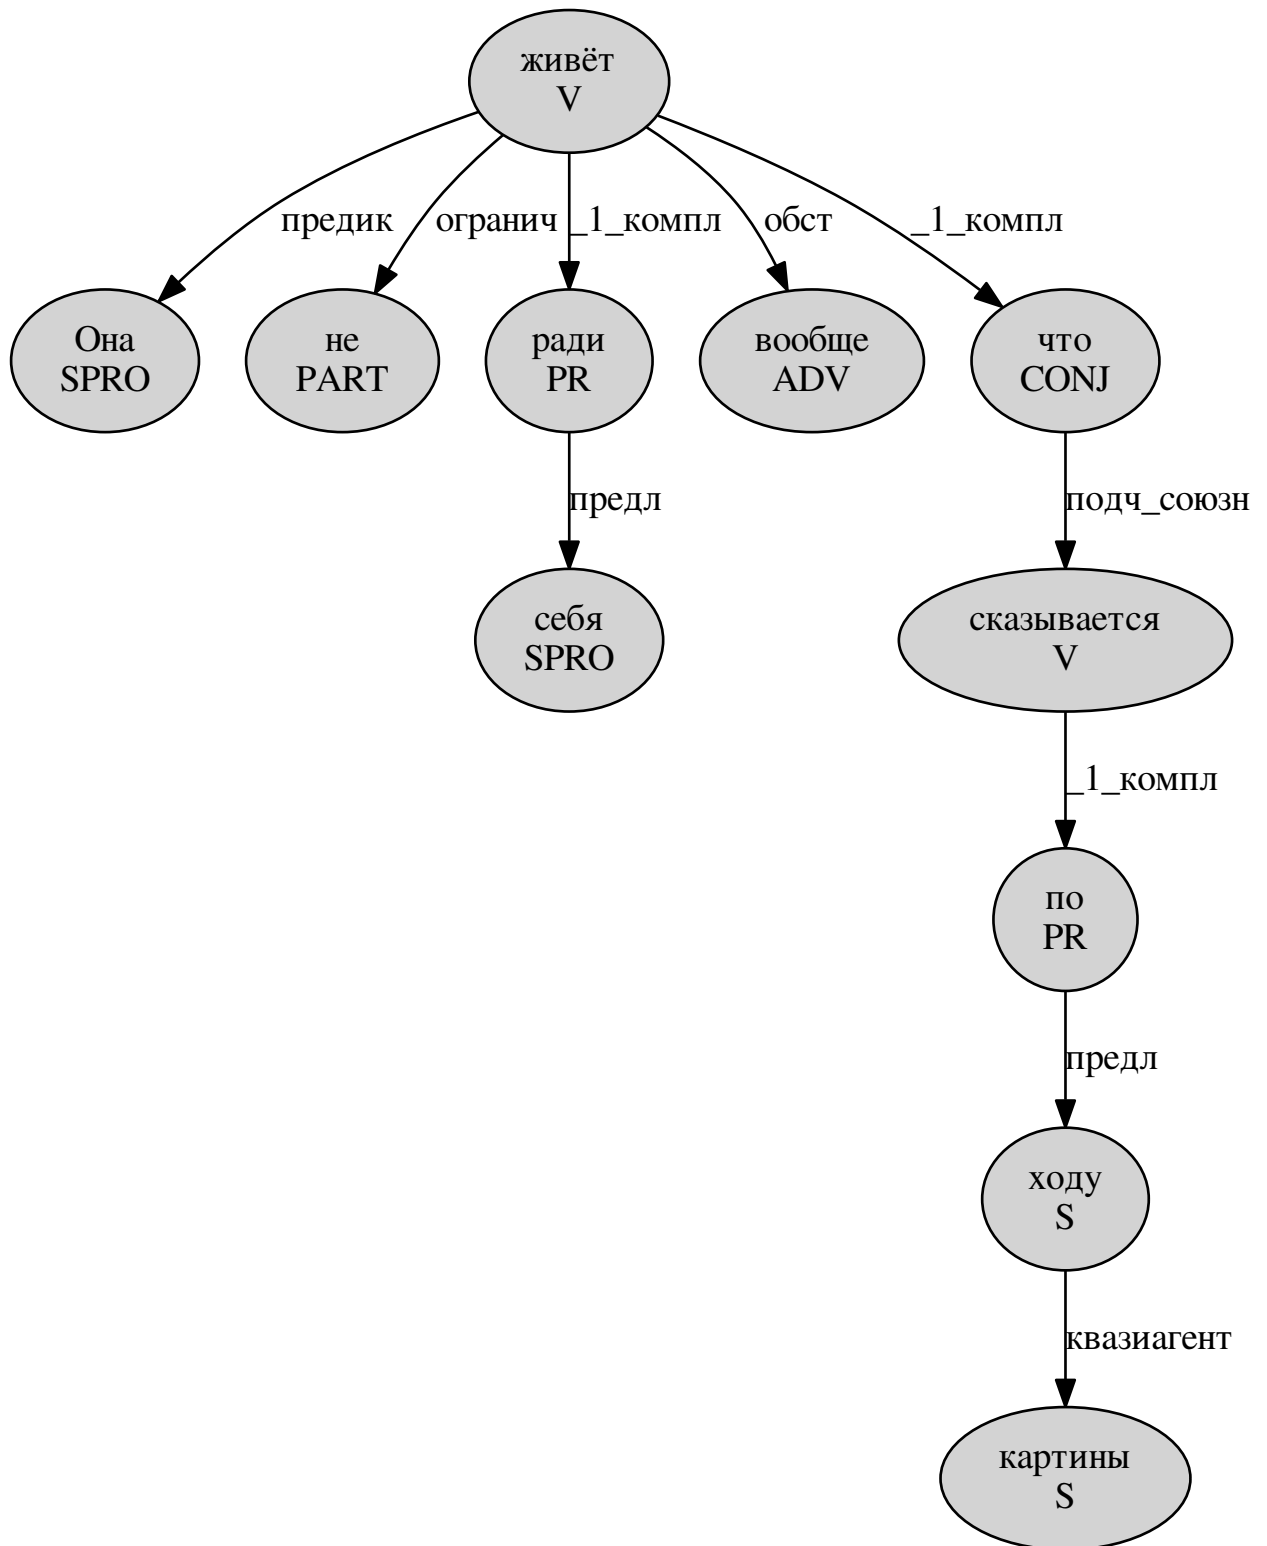 живёт
V
предик
огранич
_1_компл
обст
_1_компл
Она
SPRO
не
PART
ради
PR
вообще
ADV
что
CONJ
предл
подч_союзн
себя
SPRO
сказывается
V
_1_компл
по
PR
предл
ходу
S
квазиагент
картины
S